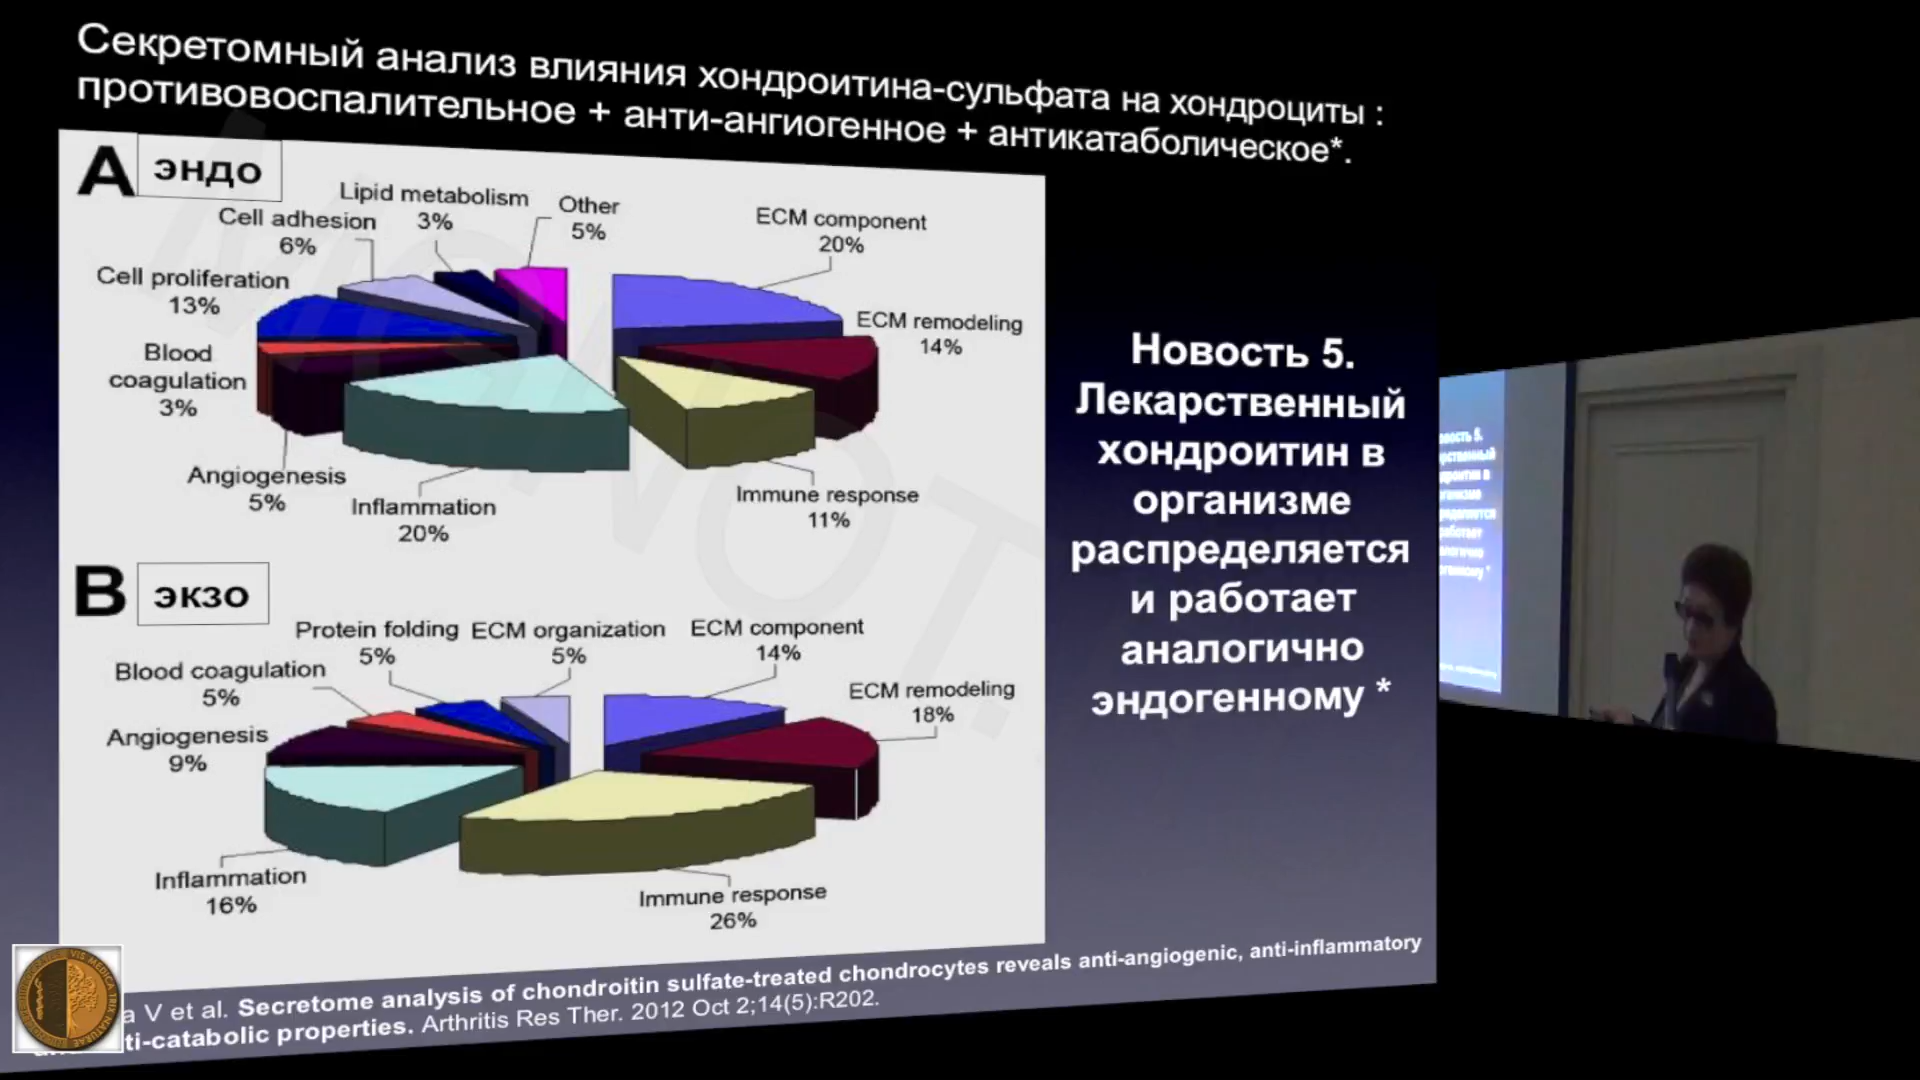 Секретомный анализ влияния хондроитина-сульфата на хондроциты :
противовоспалительное + анти-ангиогенное + антикатаболическое*.
A эндо
Lipid metabolism
3%
Other
5%
Cell adhesion
6%
ECM component
20%
Cell proliferation
13%
ECM remodeling
14%
Blood
coagulation
3%
Angiogenesis
5%
Inflammation
20%
Immune response
11%
B экзо
Protein folding
5%
ECM organization
5%
ECM component
14%
Blood coagulation
5%
ECM remodeling
18%
Angiogenesis
9%
Inflammation
16%
Immune response
26%
Новость 5.
Лекарственный
хондроитин в
организме
распределяется
и работает
аналогично
эндогенному *
V et al. Secretome analysis of chondroitin sulfate-treated chondrocytes reveals anti-angiogenic, anti-inflammatory
ti-catabolic properties. Arthritis Res Ther. 2012 Oct 2;14(5):R202.